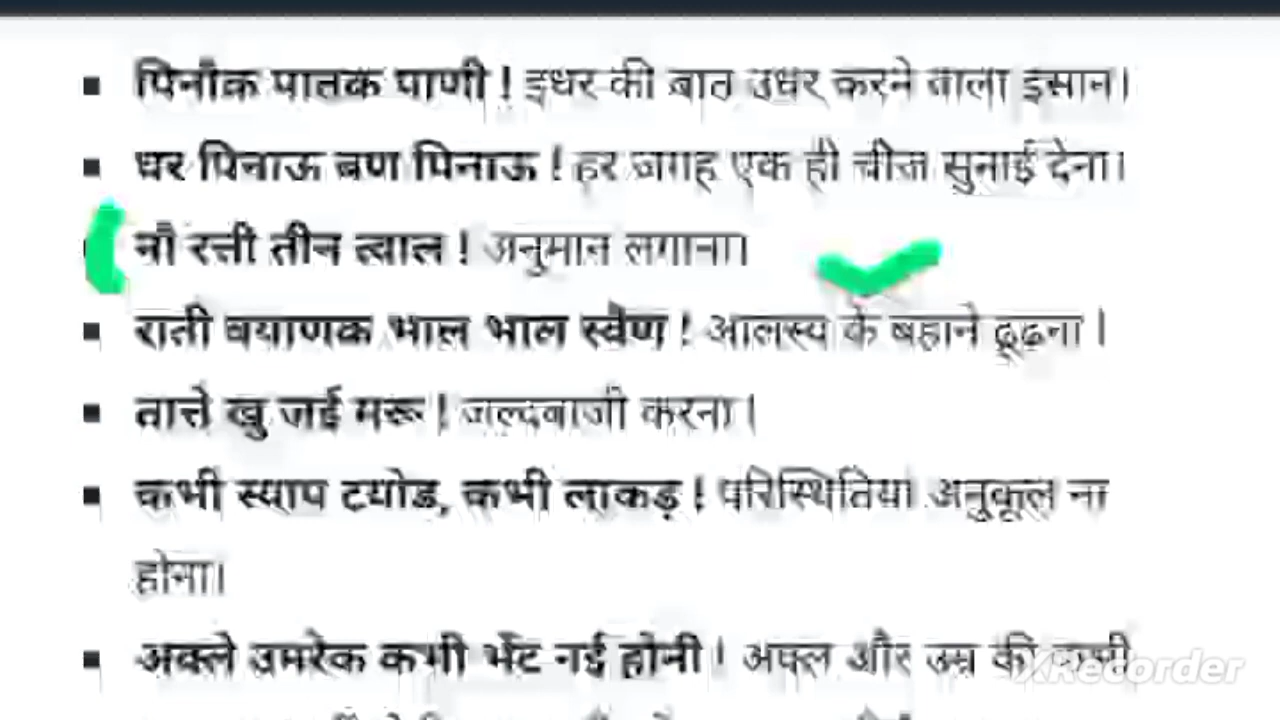 पिनौक पातक पाणी ! इधर की बात उधर करने वाला इंसान।
घर पिनाऊ बण पिनाऊ ! हर जगह एक ही चीज सुनाई देना।
नौ रत्ती तीन त्वाल ! अनुमान लगाना।
राती बयाणक भाल भाल स्वैण ! आलस्य के बहाने ढूढना।
तात्ते खु जई मरू ! जल्दबाजी करना।
कभी स्याप टयोड, कभी लाकड़ ! परिस्थितिया अनुकूल ना
होना।
अक्ले उमरेक कभी भेंट नई होनी ! अक्ल और उम्र की कभी
XRecorder